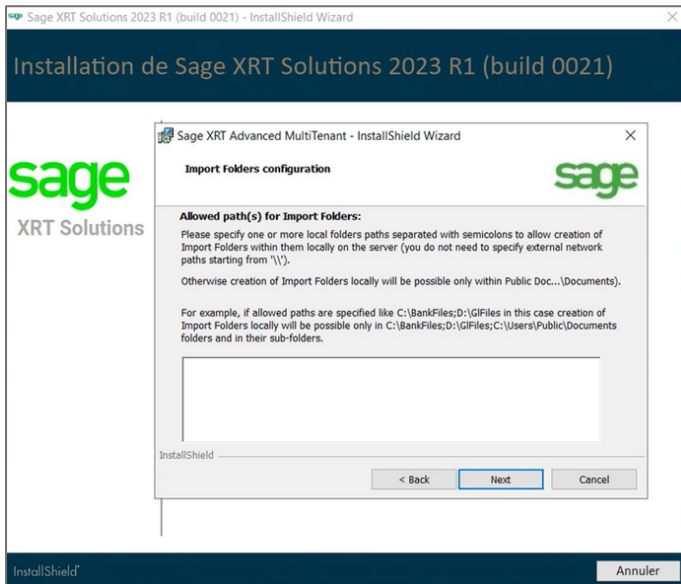 Sage XRT Solutions 2023 R1 (build 0021) - InstallShield Wizard
Installation de Sage XRT Solutions 2023 R1 (build 0021)
sage
XRT Solutions
Sage XRT Advanced MultiTenant - InstallShield Wizard
Import Folders configuration
sage
Allowed path(s) for Import Folders:
Please specify one or more local folders paths separated with semicolons to allow creation of
Import Folders within them locally on the server (you do not need to specify external network
paths starting from '\\').
Otherwise creation of Import Folders locally will be possible only within Public Doc...\Documents).
For example, if allowed paths are specified like C:\BankFiles;D:\GlFiles in this case creation of
Import Folders locally will be possible only in C:\BankFiles;D:\GlFiles;C:\Users\Public\Documents
folders and in their sub-folders.
InstallShield
< Back
Next
Cancel
InstallShield
Annuler